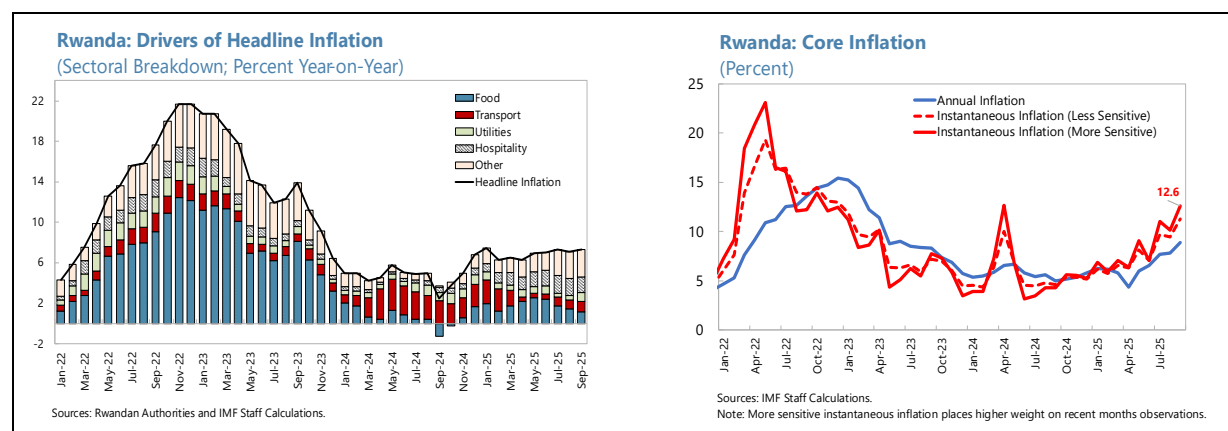 Rwanda: Drivers of Headline Inflation
(Sectoral Breakdown; Percent Year-on-Year)
22
18
14
10
6
2
-2
Food
Transport
Utilities
Hospitality
Other
Headline Inflation
Jan-22
Mar-22
May-22
Jul-22
Sep-22
Nov-22
Jan-23
Mar-23
May-23
Jul-23
Sep-23
Nov-23
Jan-24
Mar-24
May-24
Jul-24
Sep-24
Nov-24
Jan-25
Mar-25
May-25
Jul-25
Sep-25
Sources: Rwandan Authorities and IMF Staff Calculations.
Rwanda: Core Inflation
(Percent)
25
20
15
10
5
0
Annual Inflation
Instantaneous Inflation (Less Sensitive)
Instantaneous Inflation (More Sensitive)
12.6
Jan-22
Apr-22
Jul-22
Oct-22
Jan-23
Apr-23
Jul-23
Oct-23
Jan-24
Apr-24
Jul-24
Oct-24
Jan-25
Apr-25
Jul-25
Sources: IMF Staff Calculations.
Note: More sensitive instantaneous inflation places higher weight on recent months observations.